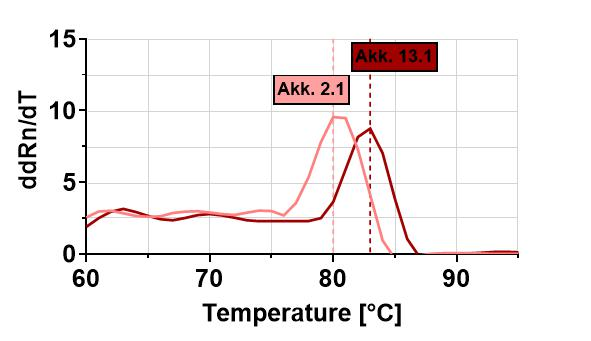 15
Akk. 13.1
Akk. 2.1
10
ddRn/dT
5
0
60 70 80 90
Temperature [°C]